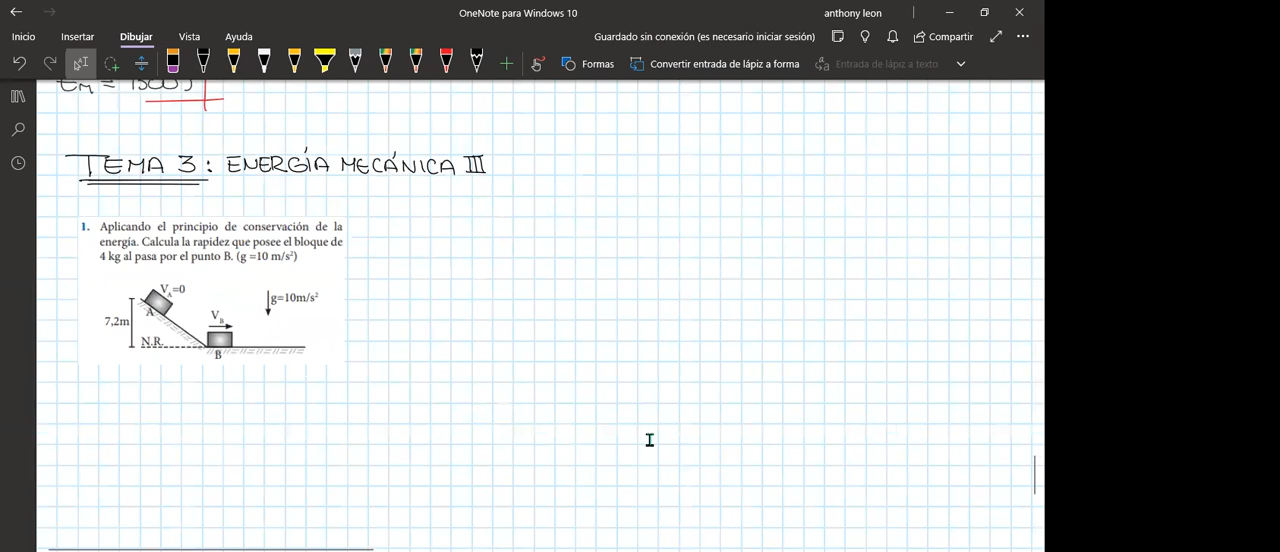 OneNote para Windows 10
anthony leon
Inicio
Insertar
Dibujar
Vista
Ayuda
Guardado sin conexión (es necesario iniciar sesión)
Compartir
Formas
Convertir entrada de lápiz a forma
Entrada de lápiz a texto
TEMA 3: ENERGÍA MECÁNICA III
1. Aplicando el principio de conservación de la
energía. Calcula la rapidez que posee el bloque de
4 kg al pasa por el punto B. (g =10 m/s²)
V_A=0
g=10m/s²
A
7,2m
V_B
N.R.
B